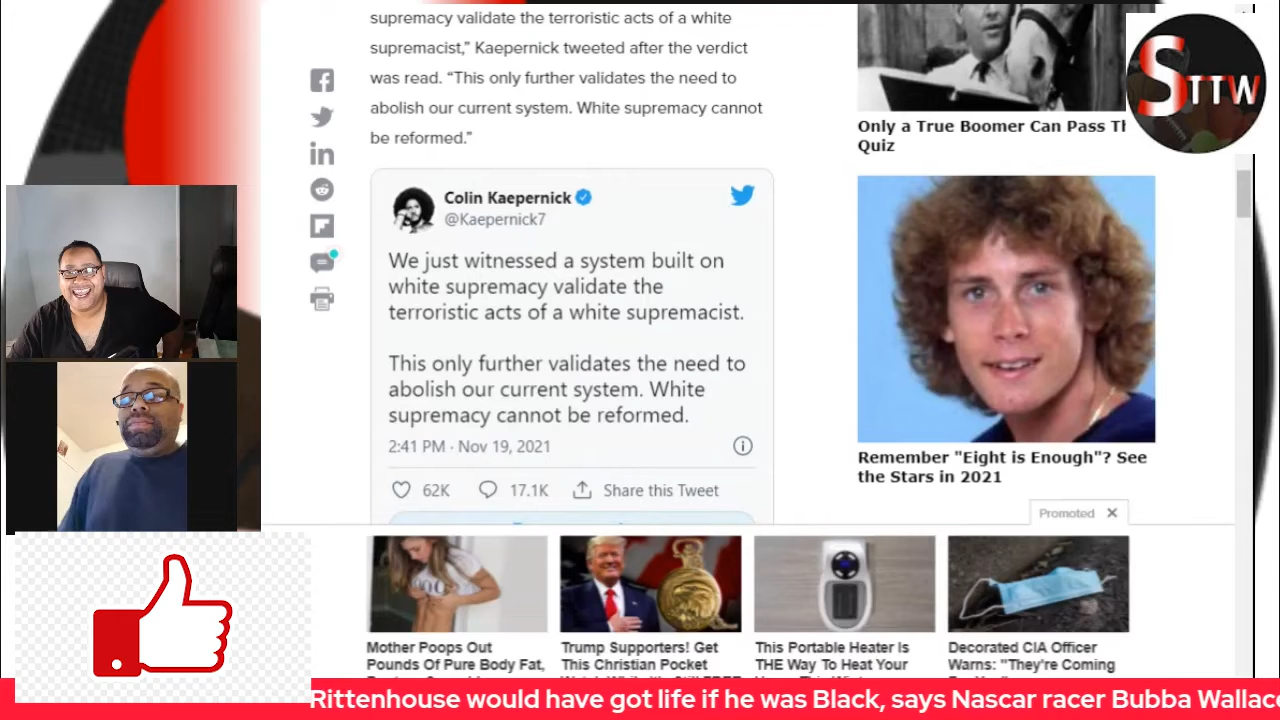 supremacy validate the terroristic acts of a white
supremacist,” Kaepernick tweeted after the verdict
was read. “This only further validates the need to
abolish our current system. White supremacy cannot
be reformed.”
Colin Kaepernick
@Kaepernick7
We just witnessed a system built on
white supremacy validate the
terroristic acts of a white supremacist.
This only further validates the need to
abolish our current system. White
supremacy cannot be reformed.
2:41 PM · Nov 19, 2021
62K 17.1K Share this Tweet
STTW
Only a True Boomer Can Pass
Quiz
Remember "Eight is Enough"? See
the Stars in 2021
Promoted
Mother Poops Out
Pounds Of Pure Body Fat,
Trump Supporters! Get
This Christian Pocket
This Portable Heater Is
THE Way To Heat Your
Decorated CIA Officer
Warns: "They're Coming
Rittenhouse would have got life if he was Black, says Nascar racer Bubba Wallac